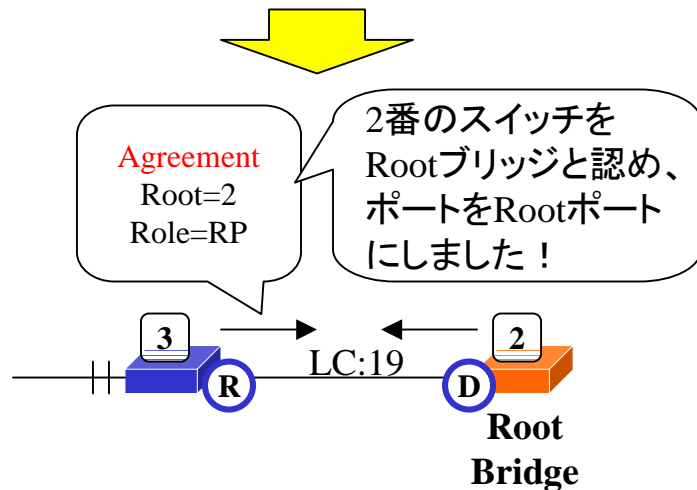 Agreement
Root=2
Role=RP
2番のスイッチを
Rootブリッジと認め、
ポートをRootポート
にしました！
3
2
LC:19
R
D
Root
Bridge